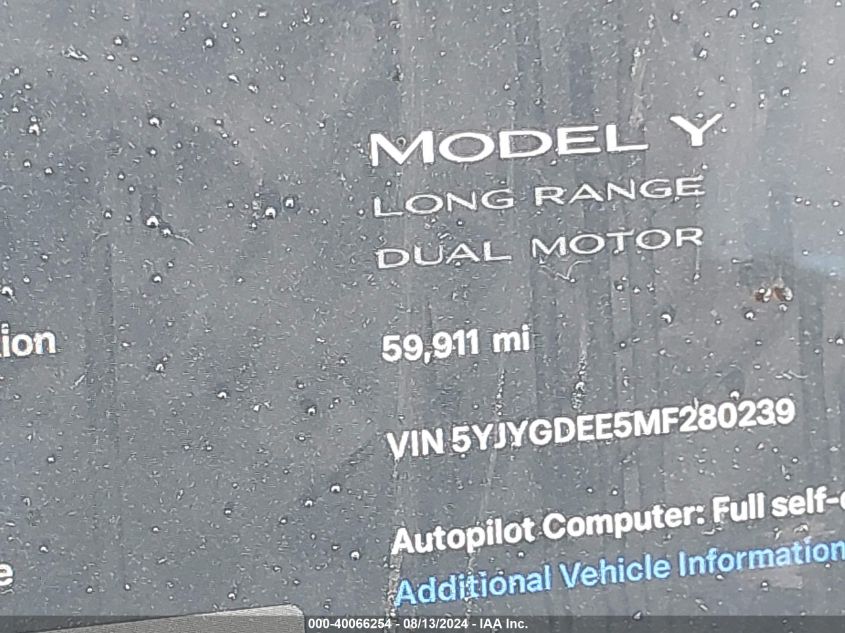 MODEL Y
LONG RANGE
DUAL MOTOR
ion
59,911 mi
VIN 5YJYGDEE5MF280239
Autopilot Computer: Full self-
e
Additional Vehicle Information
000-40066254 - 08/13/2024 - IAA Inc.